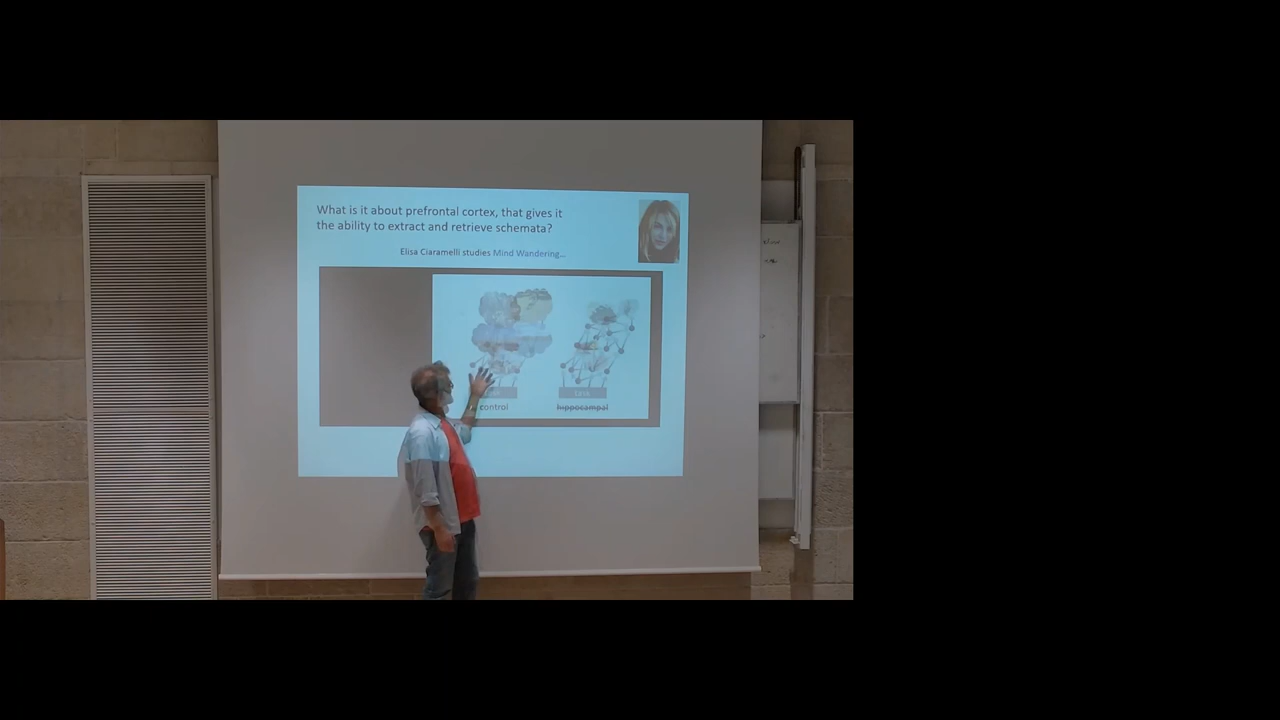 What is it about prefrontal cortex, that gives it
the ability to extract and retrieve schemata?
Elisa Ciaramelli studies Mind Wandering…
control
hippocampal